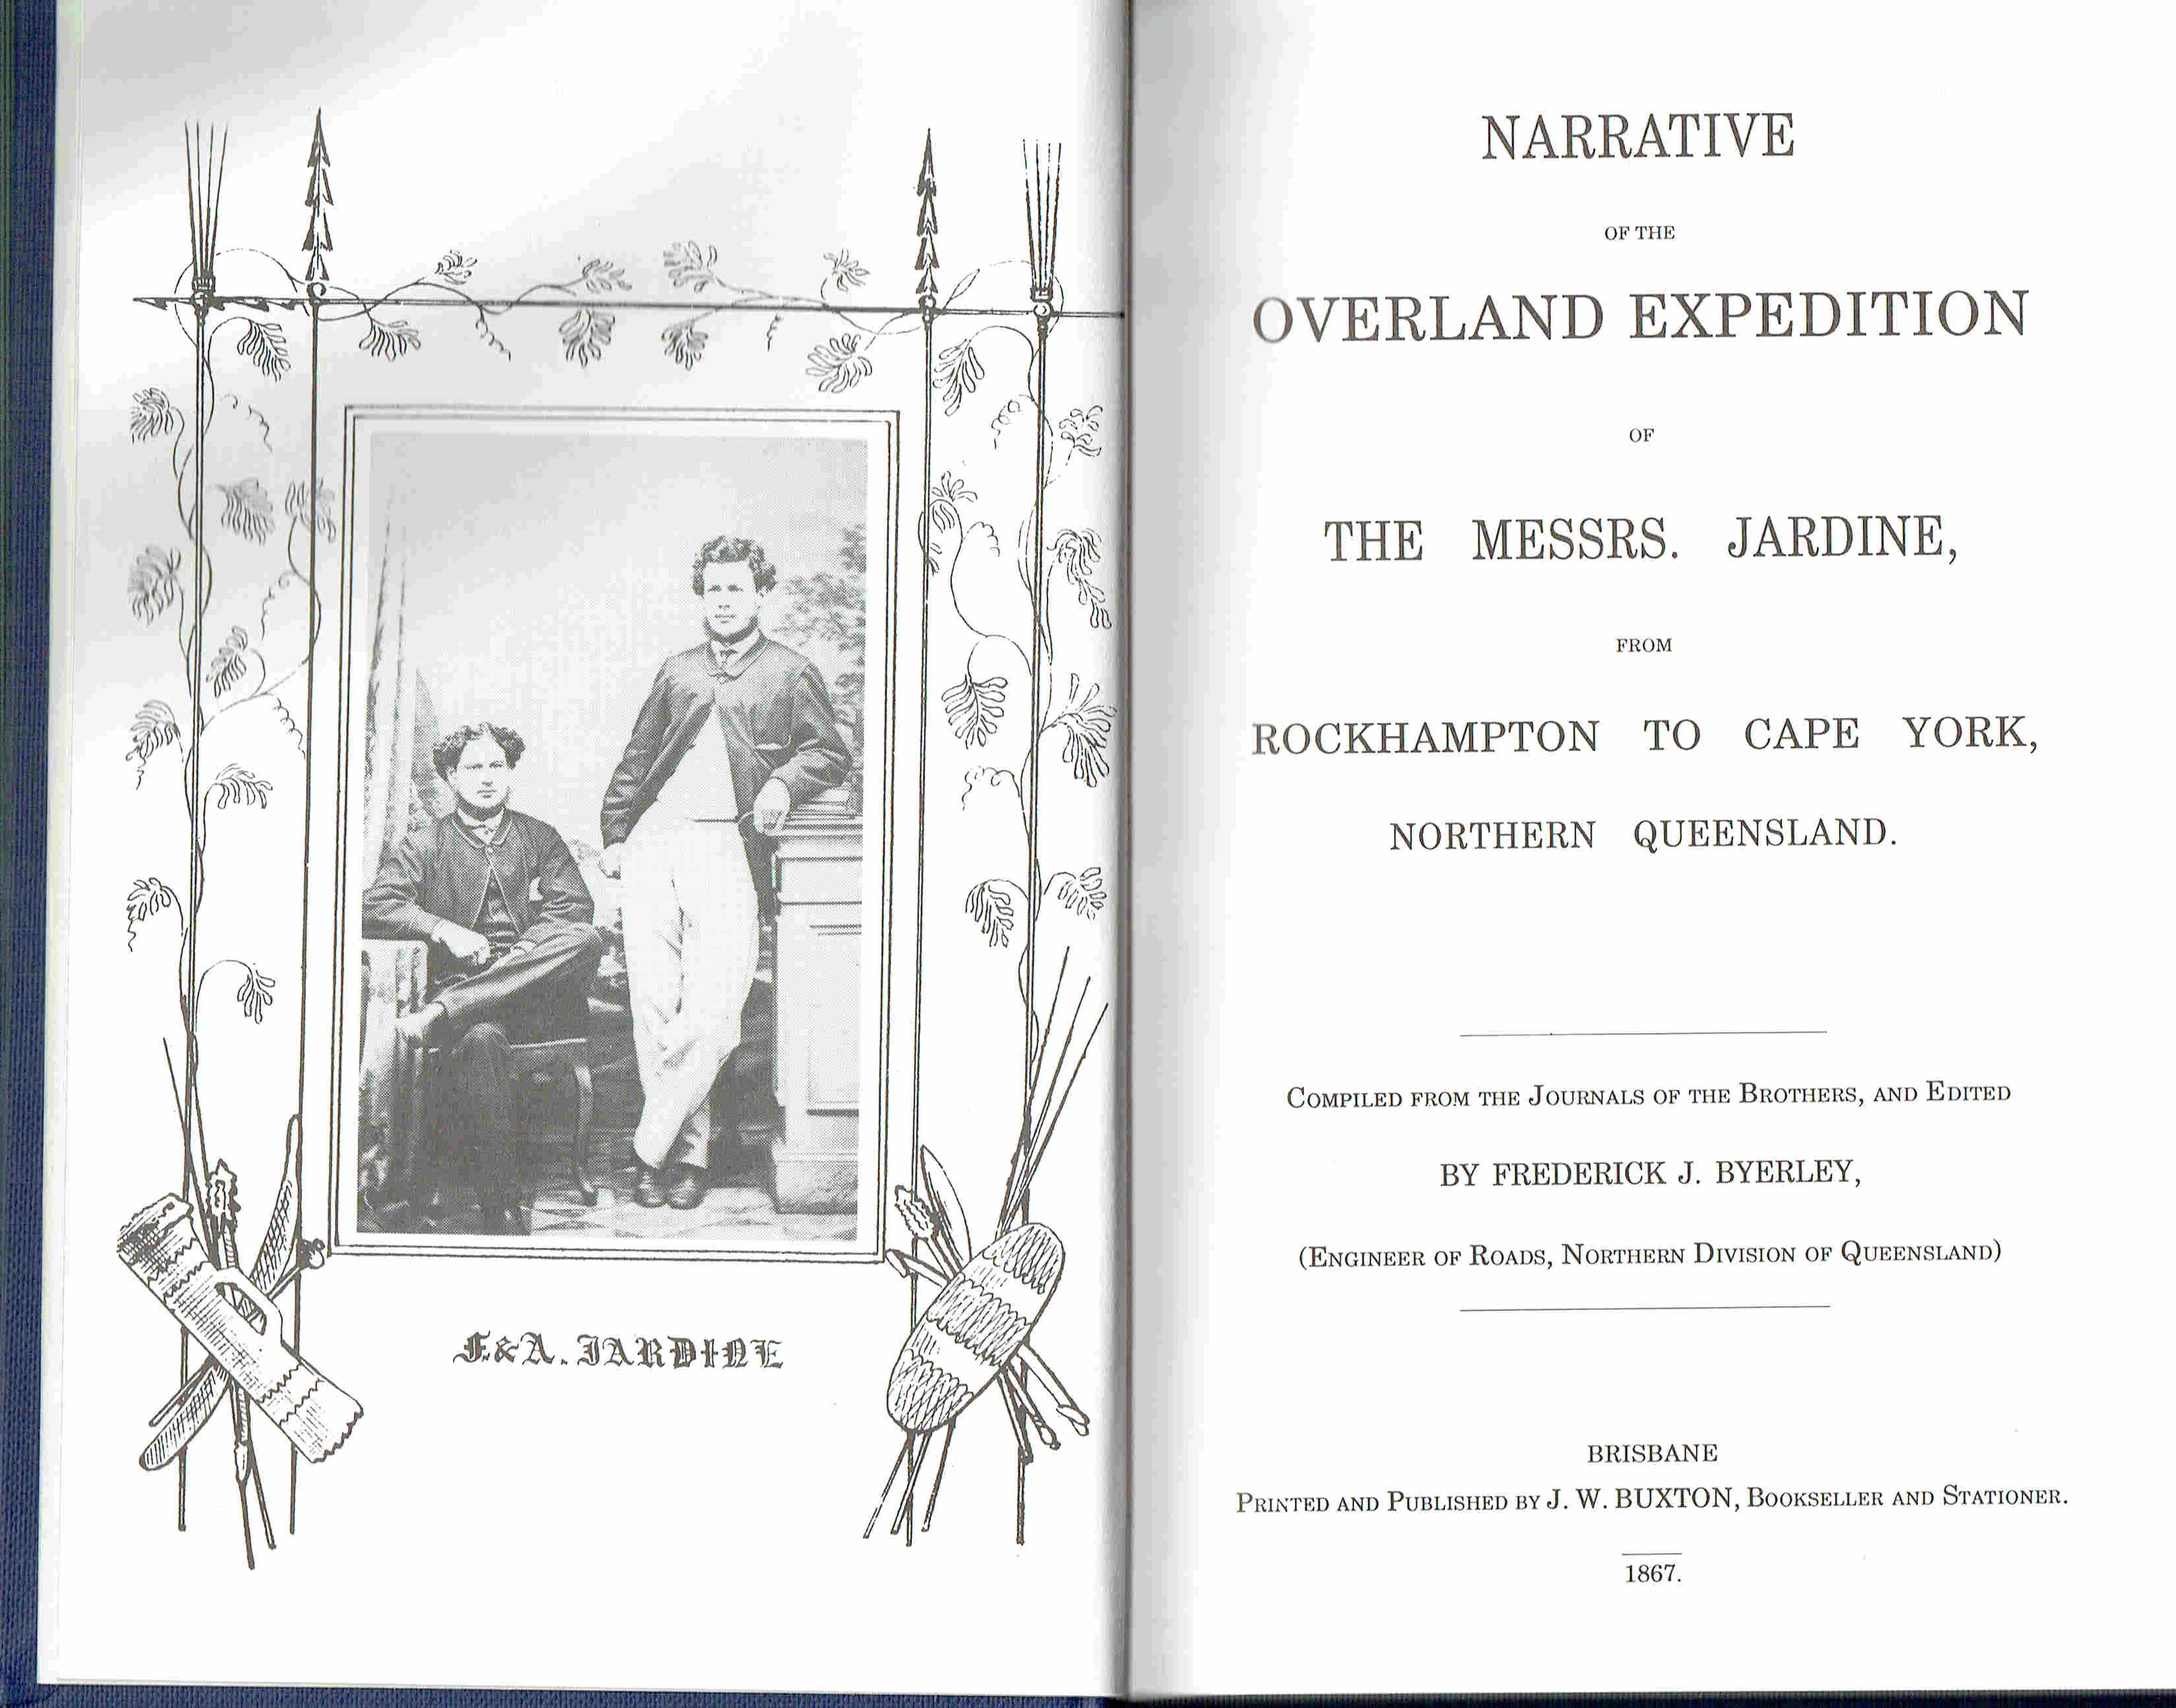 F. & A. JARDINE
NARRATIVE
OF THE
OVERLAND EXPEDITION
OF
THE MESSRS. JARDINE,
FROM
ROCKHAMPTON TO CAPE YORK,
NORTHERN QUEENSLAND.
COMPILED FROM THE JOURNALS OF THE BROTHERS, AND EDITED
BY FREDERICK J. BYERLEY,
(ENGINEER OF ROADS, NORTHERN DIVISION OF QUEENSLAND)
BRISBANE
PRINTED AND PUBLISHED BY J. W. BUXTON, BOOKSELLER AND STATIONER.
1867.